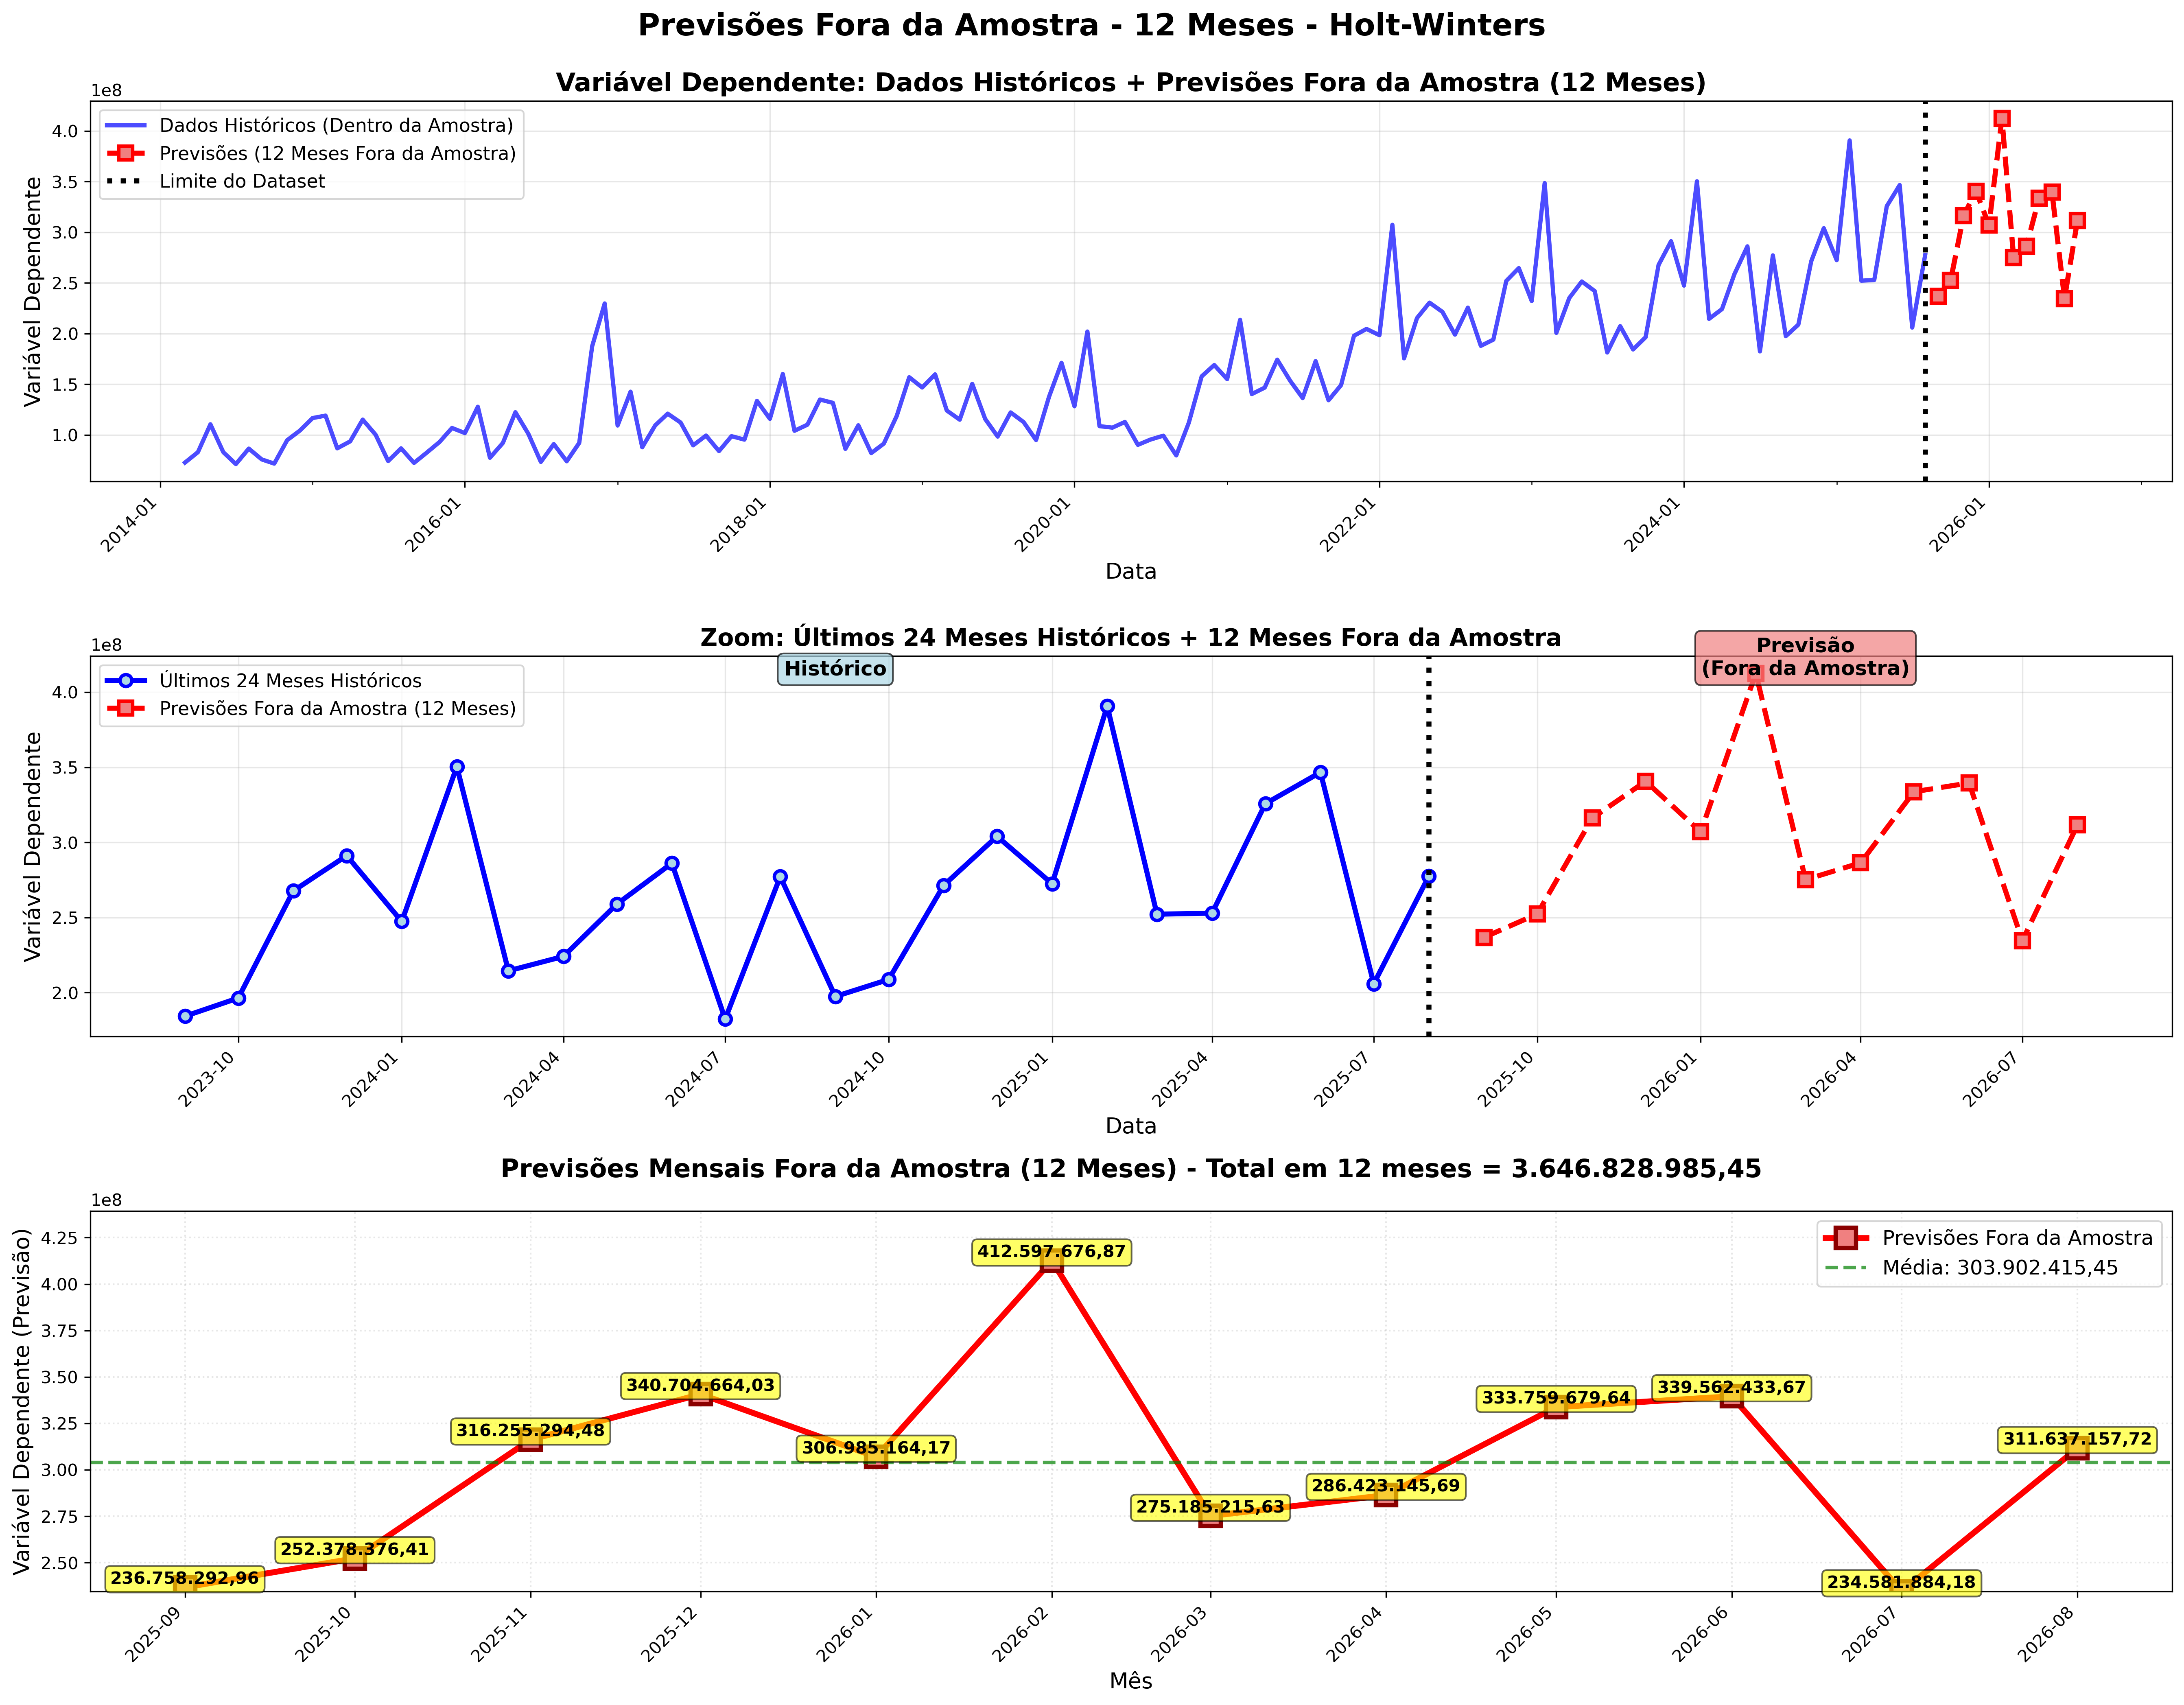 Previsões Fora da Amostra - 12 Meses - Holt-Winters
Variável Dependente: Dados Históricos + Previsões Fora da Amostra (12 Meses)
1e8
Dados Históricos (Dentro da Amostra)
Previsões (12 Meses Fora da Amostra)
Limite do Dataset
4.0
3.5
3.0
2.5
2.0
1.5
1.0
Variável Dependente
2014-01
2016-01
2018-01
2020-01
2022-01
2024-01
2026-01
Data
Zoom: Últimos 24 Meses Históricos + 12 Meses Fora da Amostra
1e8
Últimos 24 Meses Históricos
Previsões Fora da Amostra (12 Meses)
Histórico
Previsão
(Fora da Amostra)
4.0
3.5
3.0
2.5
2.0
Variável Dependente
2023-10
2024-01
2024-04
2024-07
2024-10
2025-01
2025-04
2025-07
2025-10
2026-01
2026-04
2026-07
Data
Previsões Mensais Fora da Amostra (12 Meses) - Total em 12 meses = 3.646.828.985,45
1e8
Previsões Fora da Amostra
Média: 303.902.415,45
4.25
4.00
3.75
3.50
3.25
3.00
2.75
2.50
Variável Dependente (Previsão)
236.758.292,96
252.378.376,41
316.255.294,48
340.704.664,03
306.985.164,17
412.597.676,87
275.185.215,63
286.423.145,69
333.759.679,64
339.562.433,67
234.581.884,18
311.637.157,72
2025-09
2025-10
2025-11
2025-12
2026-01
2026-02
2026-03
2026-04
2026-05
2026-06
2026-07
2026-08
Mês